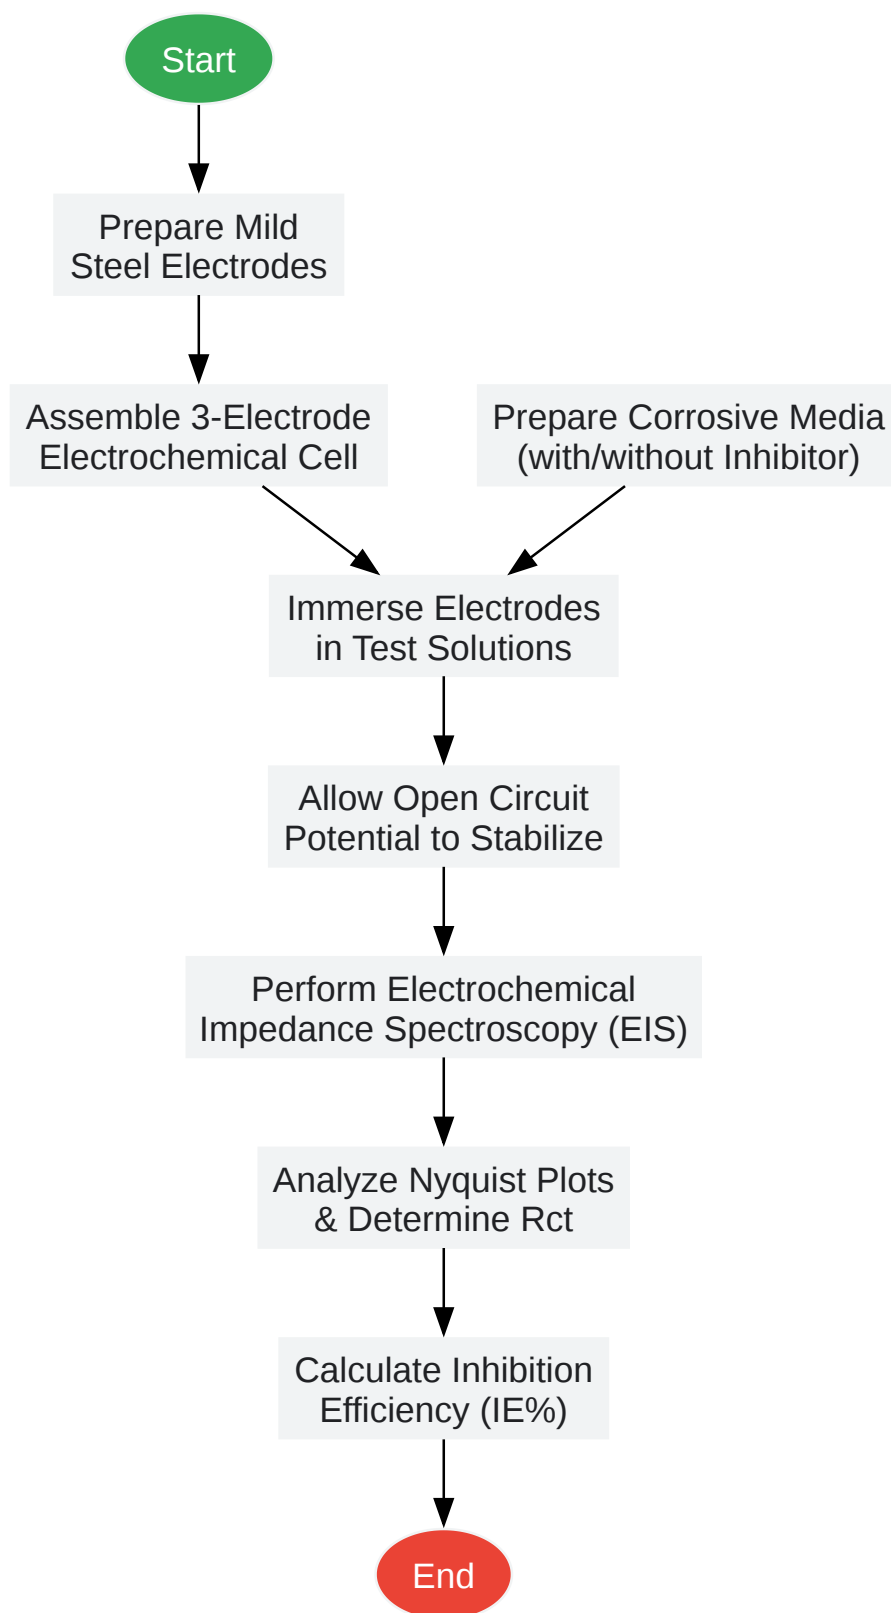 Start
Prepare Mild
Steel Electrodes
Assemble 3-Electrode
Electrochemical Cell
Prepare Corrosive Media
(with/without Inhibitor)
Immerse Electrodes
in Test Solutions
Allow Open Circuit
Potential to Stabilize
Perform Electrochemical
Impedance Spectroscopy (EIS)
Analyze Nyquist Plots
& Determine Rct
Calculate Inhibition
Efficiency (IE%)
End